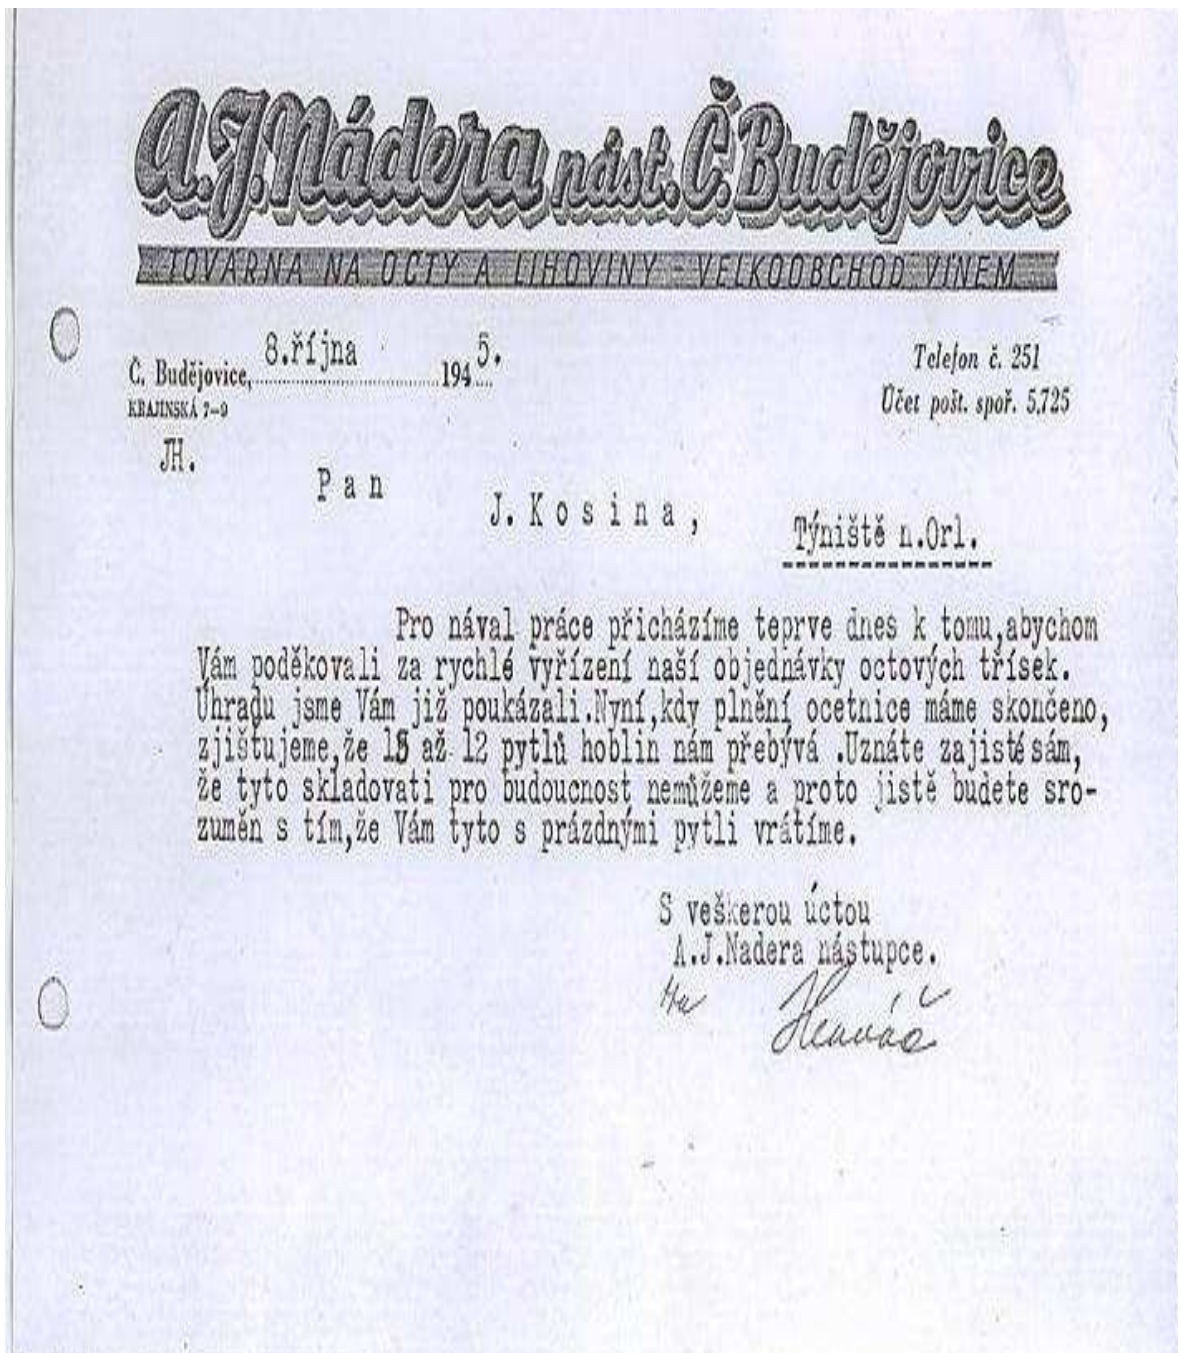 A.J. Nádera nást. Č. Budějovice
TOVÁRNA NA OCTY A LIHOVINY - VELKOOBCHOD VÍNEM
Č. Budějovice, 8.října 1945.
KRAJINSKÁ 7-9
Telefon č. 251
Účet pošt. spoř. 5.725
JH.
Pan
J. Kosina,
Týniště n.Orl.
Pro nával práce přicházíme teprve dnes k tomu,abychom
Vám poděkovali za rychlé vyřízení naší objednávky octových třísek.
Úhradu jsme Vám již poukázali.Nyní,kdy plnění ocetnice máme skončeno,
zjištujeme,že až 12 pytlů hoblin nám přebývá .Uznáte zajisté sám,
že tyto skladovati pro budoucnost nemůžeme a proto jistě budete sro-
zuměn s tím,že Vám tyto s prázdnými pytli vrátíme.
S veškerou úctou
A.J.Nadera nástupce.